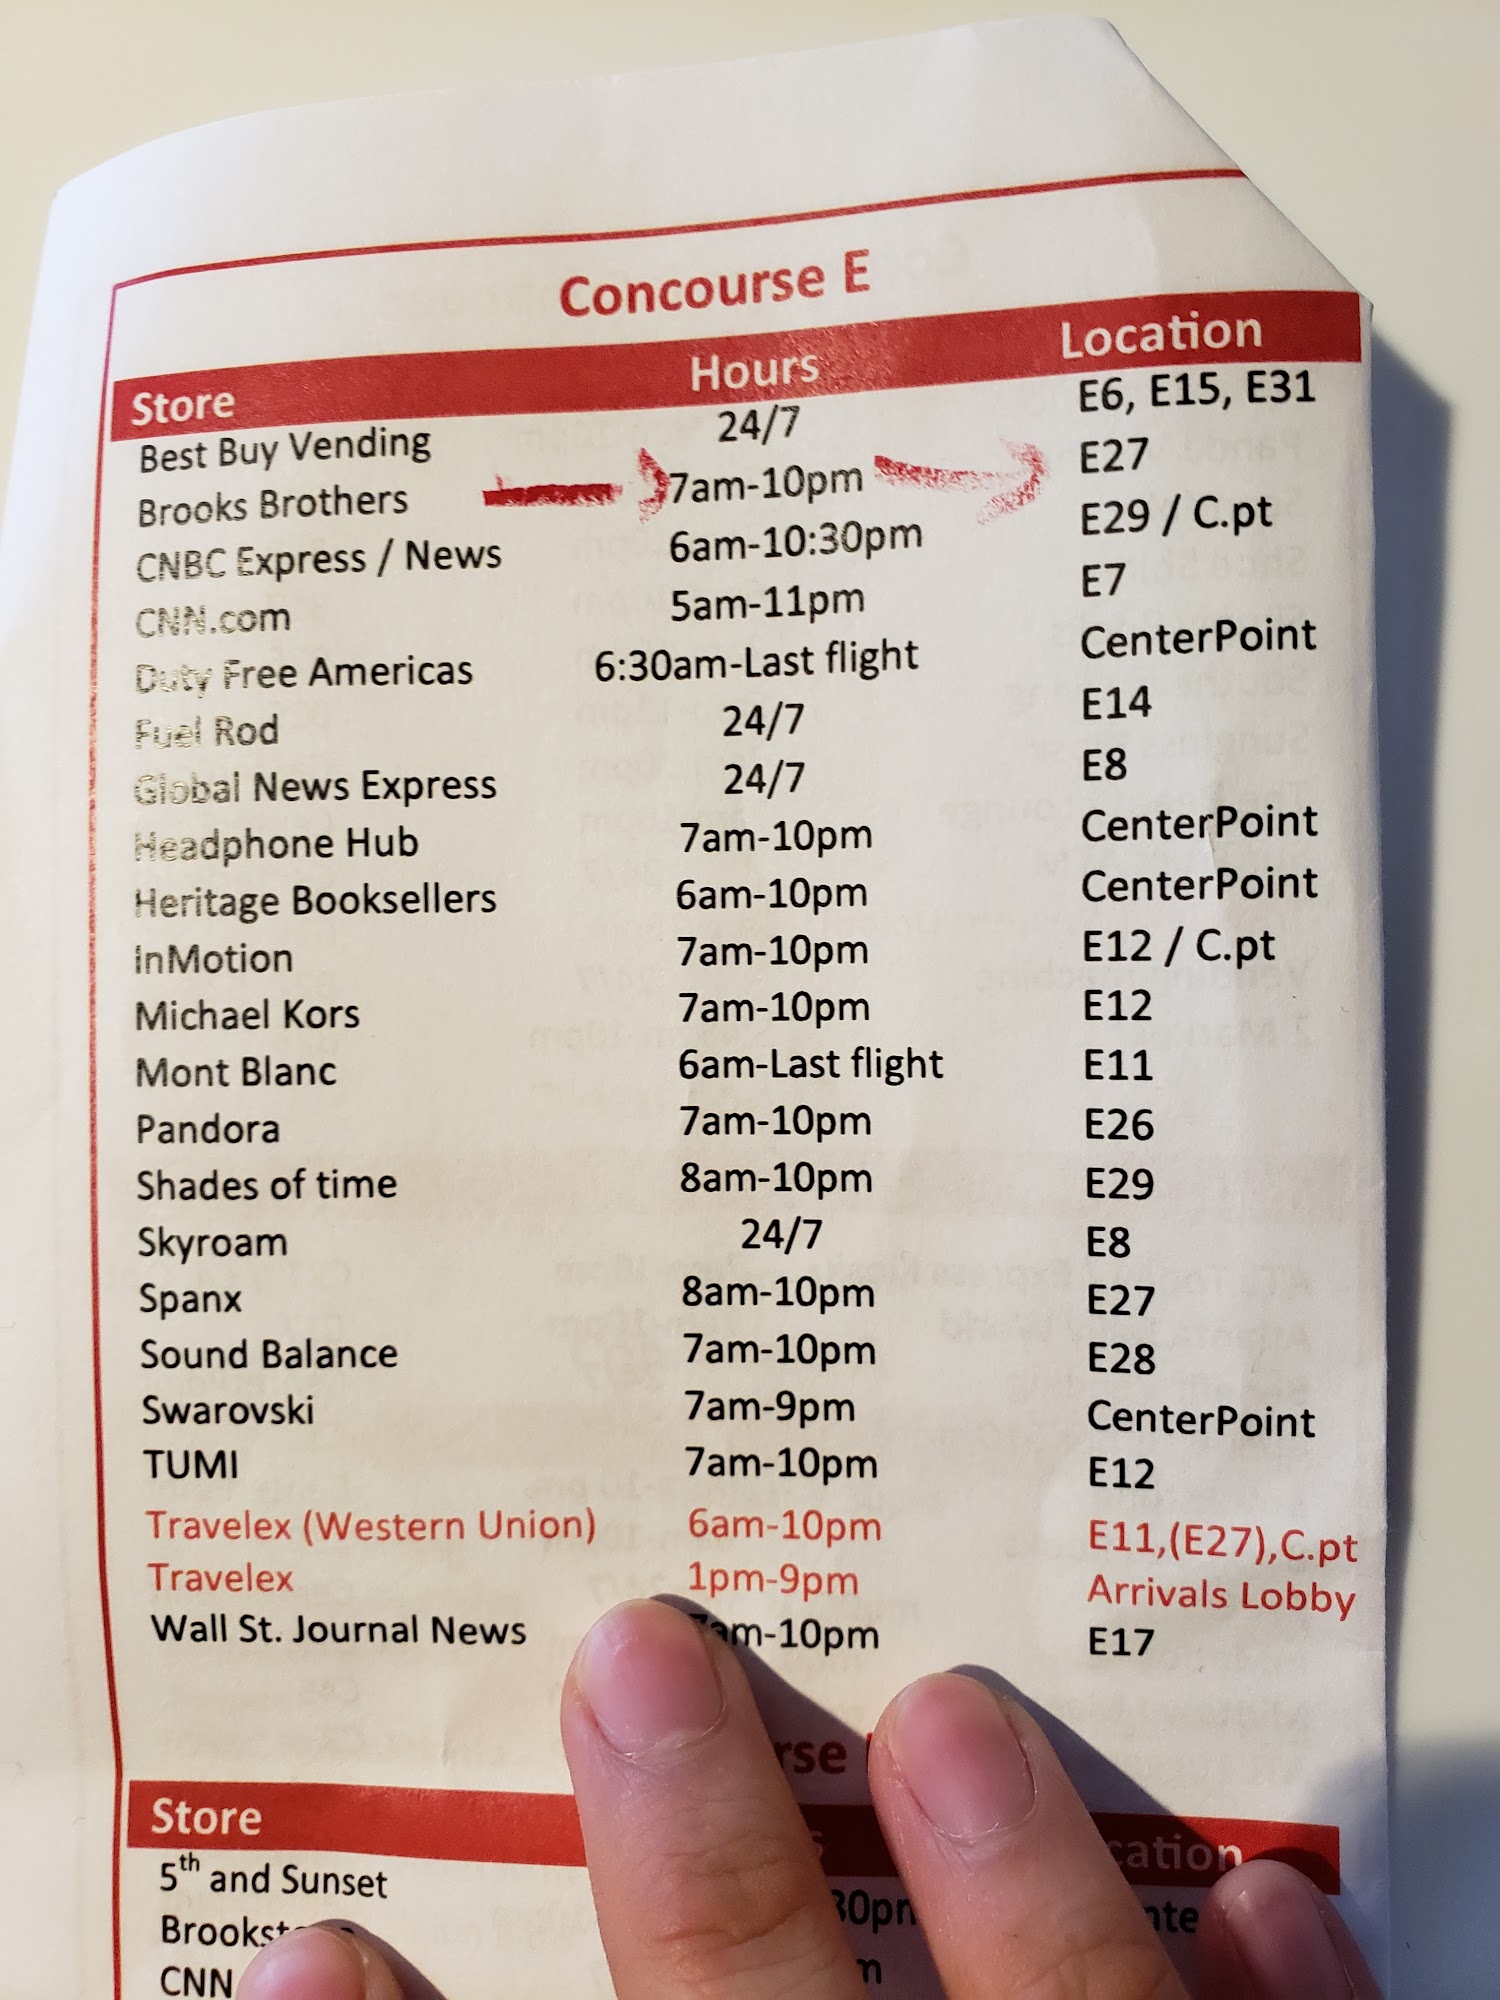 Concourse E
Store Hours Location
Best Buy Vending 24/7 E6, E15, E31
Brooks Brothers 7am-10pm E27
CNBC Express / News 6am-10:30pm E29 / C.pt
CNN.com 5am-11pm E7
Duty Free Americas 6:30am-Last flight CenterPoint
Fuel Rod 24/7 E14
Global News Express 24/7 E8
Headphone Hub 7am-10pm CenterPoint
Heritage Booksellers 6am-10pm CenterPoint
InMotion 7am-10pm E12 / C.pt
Michael Kors 7am-10pm E12
Mont Blanc 6am-Last flight E11
Pandora 7am-10pm E26
Shades of time 8am-10pm E29
Skyroam 24/7 E8
Spanx 8am-10pm E27
Sound Balance 7am-10pm E28
Swarovski 7am-9pm CenterPoint
TUMI 7am-10pm E12
Travelex (Western Union) 6am-10pm E11,(E27),C.pt
Travelex 1pm-9pm Arrivals Lobby
Wall St. Journal News 7am-10pm E17
Store
5th and Sunset
CNN